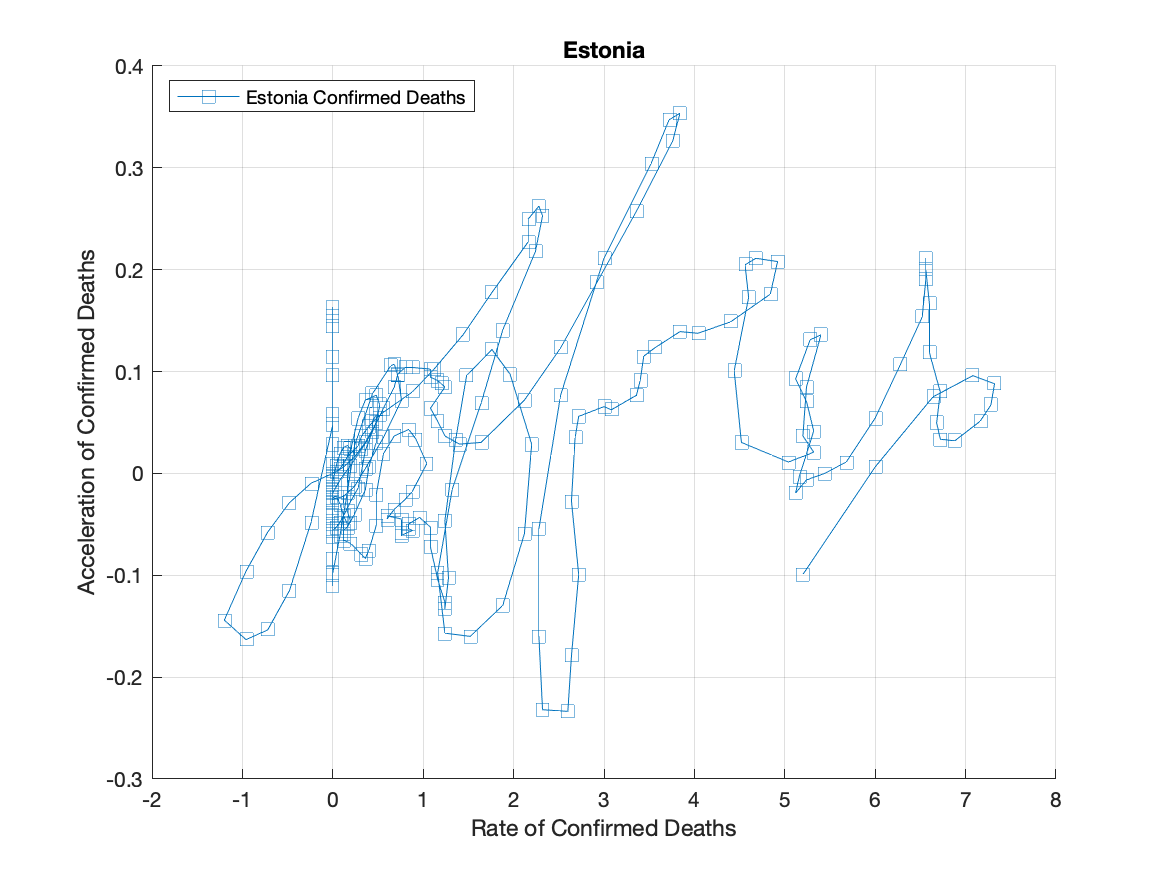 Estonia
Estonia Confirmed Deaths
0.4
0.3
0.2
0.1
0
-0.1
-0.2
-0.3
Acceleration of Confirmed Deaths
-2 -1 0 1 2 3 4 5 6 7 8
Rate of Confirmed Deaths